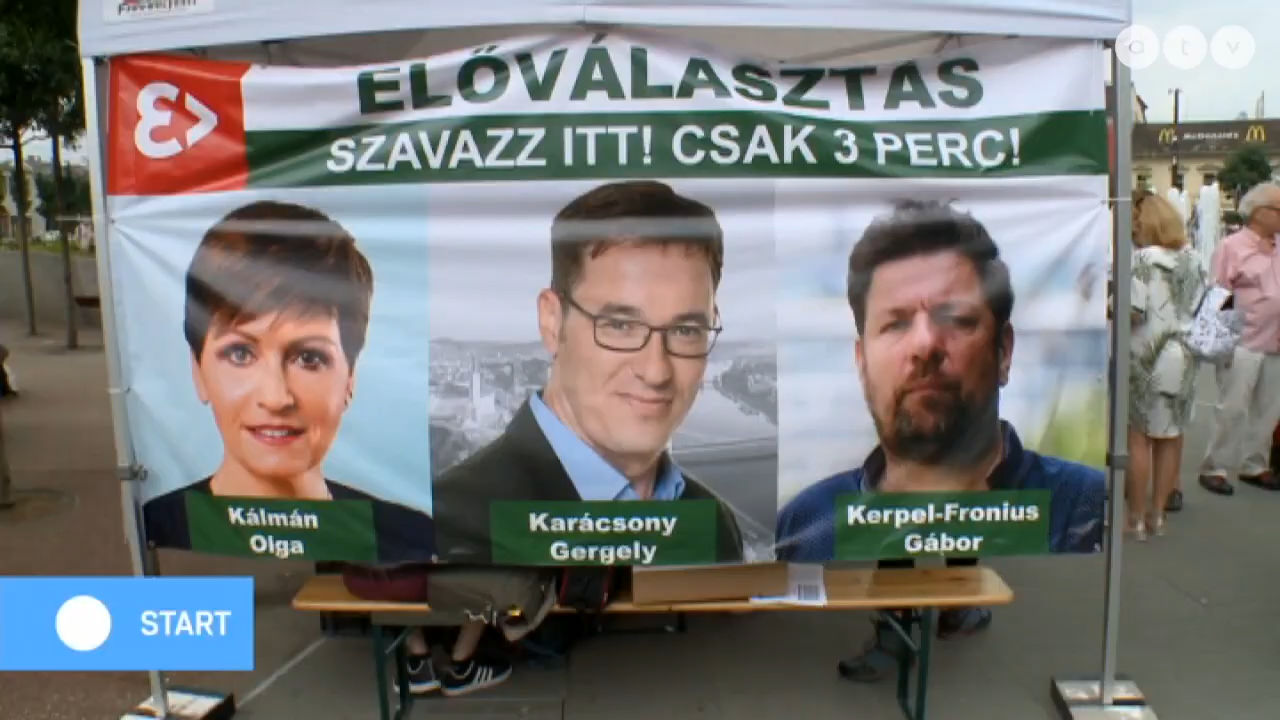 atv
ELŐVÁLASZTÁS
SZAVAZZ ITT! CSAK 3 PERC!
McDonald's
Kálmán
Olga
Karácsony
Gergely
Kerpel-Fronius
Gábor
START